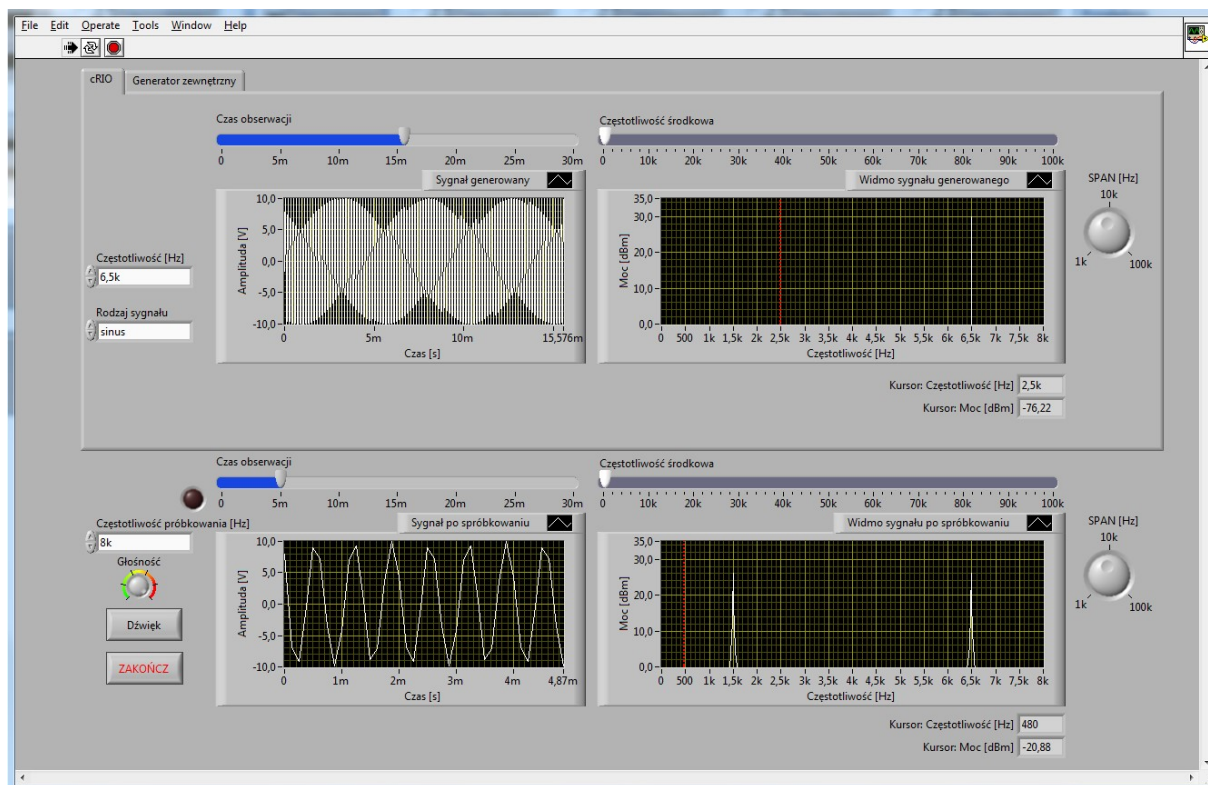 File Edit Operate Tools Window Help
cRIO Generator zewnętrzny
Czas obserwacji
0 5m 10m 15m 20m 25m 30m
Częstotliwość środkowa
0 10k 20k 30k 40k 50k 60k 70k 80k 90k 100k
Częstotliwość [Hz]
6,5k
Rodzaj sygnału
sinus
Sygnał generowany
Amplituda [V]
10,0
5,0
0,0
-5,0
-10,0
0 5m 10m 15,576m
Czas [s]
Widmo sygnału generowanego
Moc [dBm]
35,0
30,0
20,0
10,0
0,0
0 500 1k 1,5k 2k 2,5k 3k 3,5k 4k 4,5k 5k 5,5k 6k 6,5k 7k 7,5k 8k
Częstotliwość [Hz]
SPAN [Hz]
10k
1k 100k
Kursor: Częstotliwość [Hz] 2,5k
Kursor: Moc [dBm] -76,22
Czas obserwacji
0 5m 10m 15m 20m 25m 30m
Częstotliwość środkowa
0 10k 20k 30k 40k 50k 60k 70k 80k 90k 100k
Częstotliwość próbkowania [Hz]
8k
Głośność
Dźwięk
ZAKOŃCZ
Sygnał po spróbkowaniu
Amplituda [V]
10,0
5,0
0,0
-5,0
-10,0
0 1m 2m 3m 4m 4,87m
Czas [s]
Widmo sygnału po spróbkowaniu
Moc [dBm]
35,0
30,0
20,0
10,0
0,0
0 500 1k 1,5k 2k 2,5k 3k 3,5k 4k 4,5k 5k 5,5k 6k 6,5k 7k 7,5k 8k
Częstotliwość [Hz]
SPAN [Hz]
10k
1k 100k
Kursor: Częstotliwość [Hz] 480
Kursor: Moc [dBm] -20,88